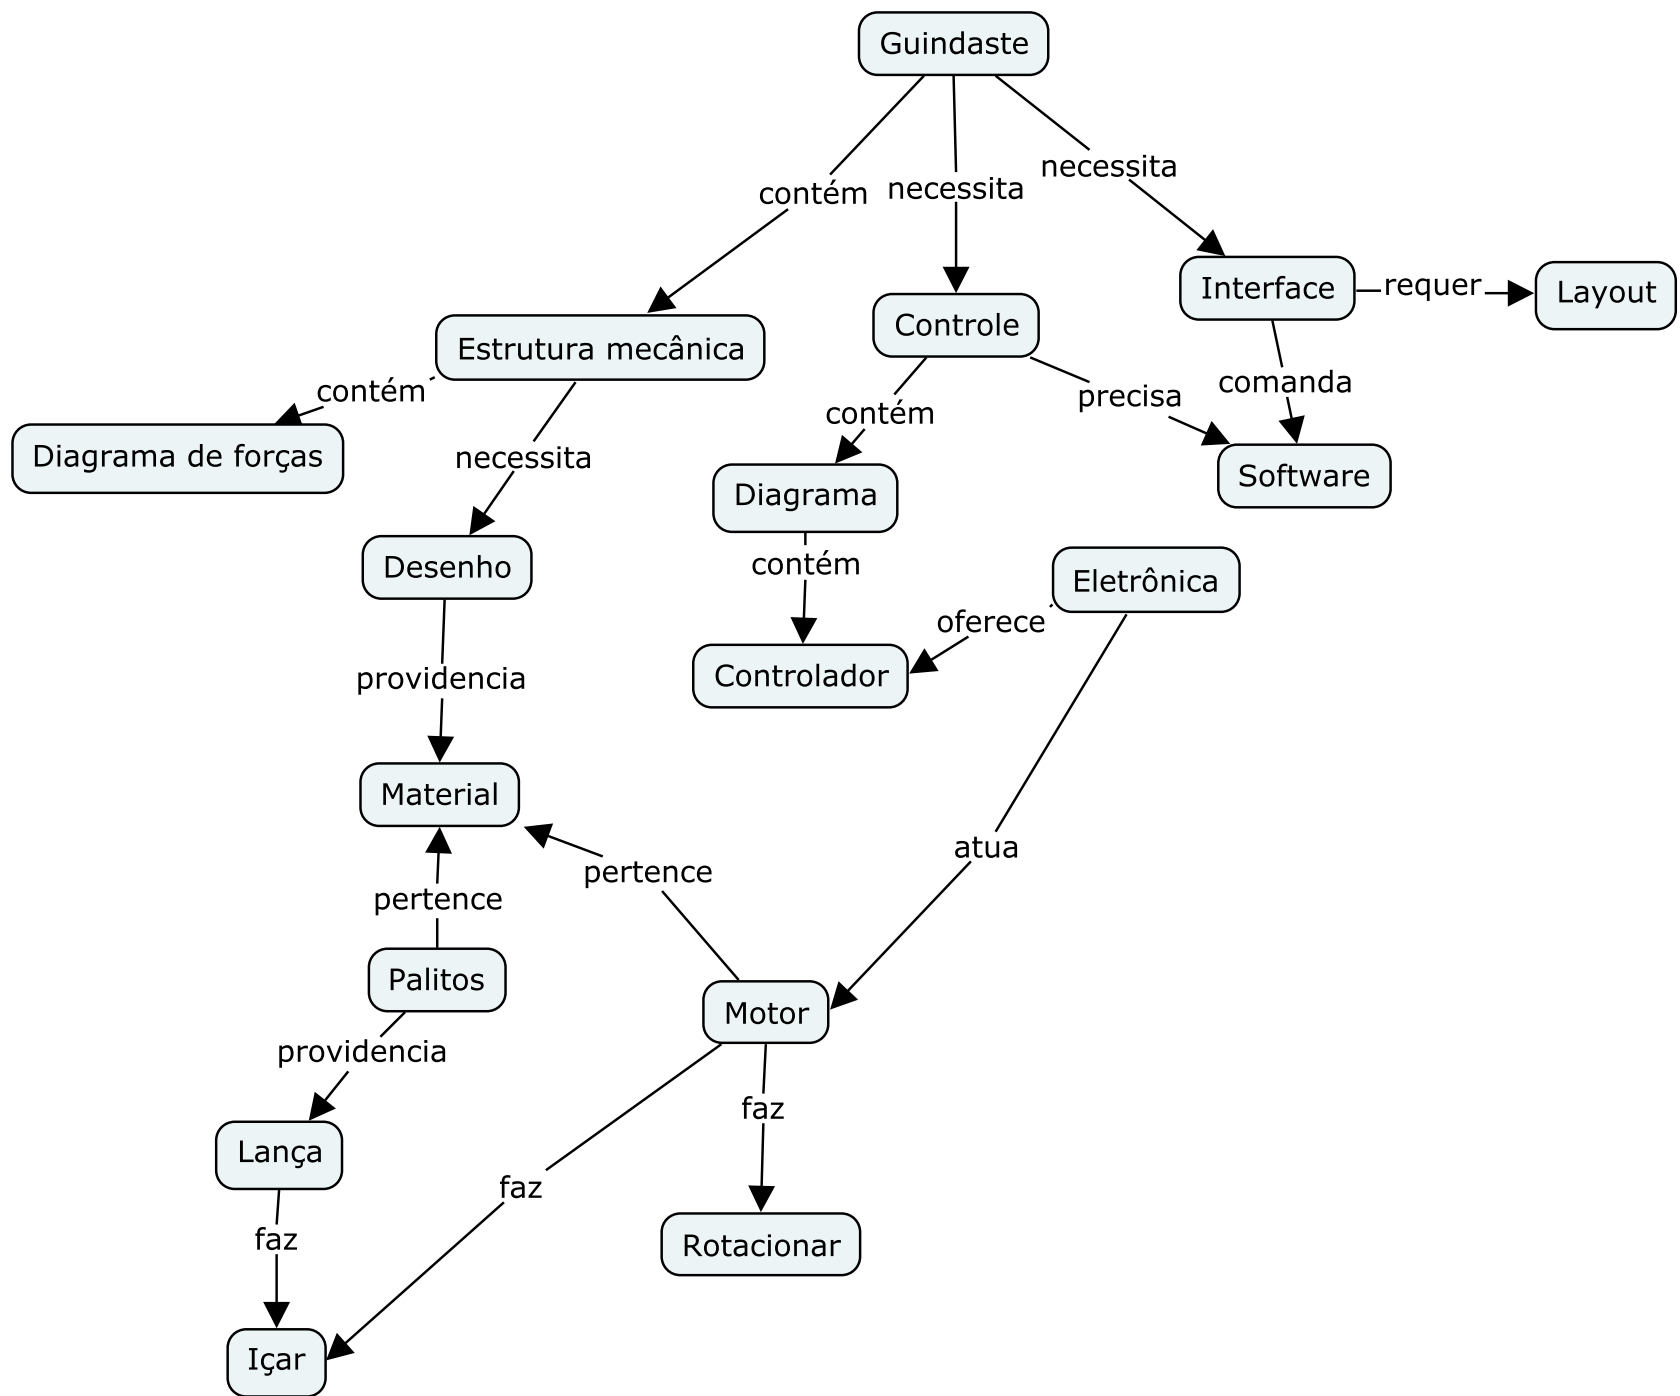 Guindaste
necessita
contém
necessita
Interface
requer
Layout
Controle
Estrutura mecânica
comanda
contém
precisa
contém
Diagrama de forças
necessita
Software
Diagrama
contém
Desenho
Eletrônica
oferece
Controlador
providencia
Material
atua
pertence
pertence
Palitos
Motor
providencia
faz
Lança
faz
faz
Rotacionar
Içar